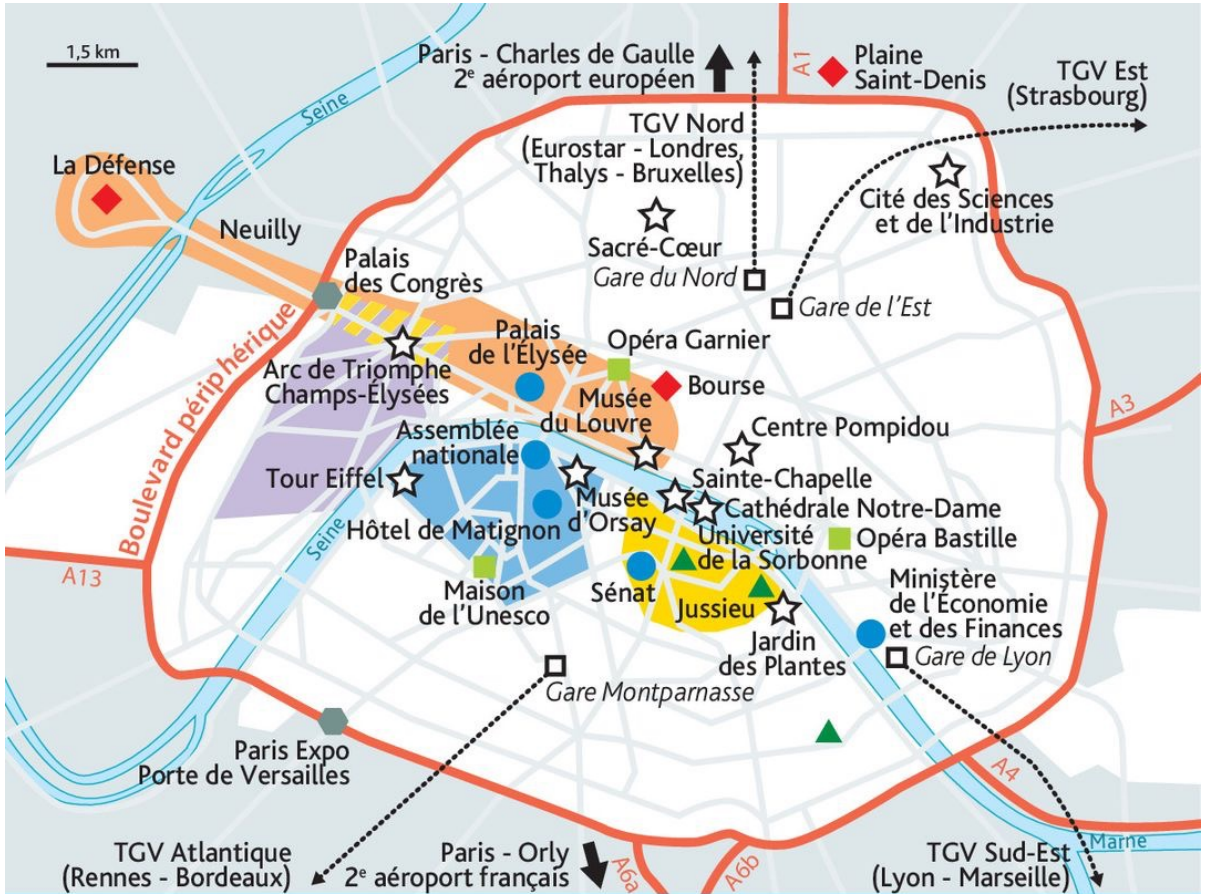 1,5 km
Paris - Charles de Gaulle
2e aéroport européen
A1
Plaine
Saint-Denis
TGV Est
(Strasbourg)
Seine
TGV Nord
(Eurostar - Londres,
Thalys - Bruxelles)
La Défense
Neuilly
Cité des Sciences
et de l'Industrie
Sacré-Cœur
Gare du Nord
Palais
des Congrès
Gare de l'Est
Boulevard périphérique
Palais
de l'Élysée
Opéra Garnier
Arc de Triomphe
Champs-Élysées
Musée
du Louvre
Bourse
A3
Assemblée
nationale
Centre Pompidou
Tour Eiffel
Sainte-Chapelle
Musée
d'Orsay
Cathédrale Notre-Dame
Hôtel de Matignon
Université
de la Sorbonne
Opéra Bastille
Seine
A13
Maison
de l'Unesco
Sénat
Jussieu
Ministère
de l'Économie
et des Finances
Jardin
des Plantes
Gare de Lyon
Gare Montparnasse
Paris Expo
Porte de Versailles
Seine
A4
Marne
TGV Atlantique
(Rennes - Bordeaux)
Paris - Orly
2e aéroport français
A6a
A6b
TGV Sud-Est
(Lyon - Marseille)